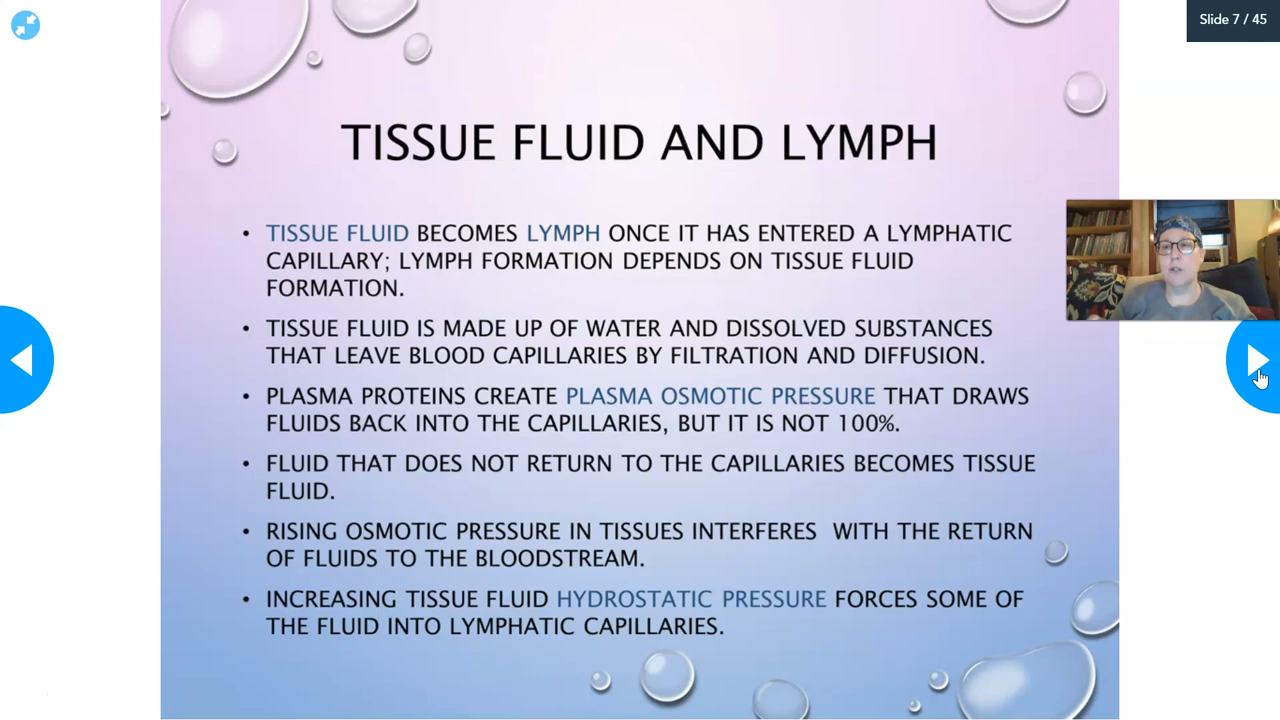 Slide 7 / 45
TISSUE FLUID AND LYMPH
• TISSUE FLUID BECOMES LYMPH ONCE IT HAS ENTERED A LYMPHATIC
CAPILLARY; LYMPH FORMATION DEPENDS ON TISSUE FLUID
FORMATION.
• TISSUE FLUID IS MADE UP OF WATER AND DISSOLVED SUBSTANCES
THAT LEAVE BLOOD CAPILLARIES BY FILTRATION AND DIFFUSION.
• PLASMA PROTEINS CREATE PLASMA OSMOTIC PRESSURE THAT DRAWS
FLUIDS BACK INTO THE CAPILLARIES, BUT IT IS NOT 100%.
• FLUID THAT DOES NOT RETURN TO THE CAPILLARIES BECOMES TISSUE
FLUID.
• RISING OSMOTIC PRESSURE IN TISSUES INTERFERES  WITH THE RETURN
OF FLUIDS TO THE BLOODSTREAM.
• INCREASING TISSUE FLUID HYDROSTATIC PRESSURE FORCES SOME OF
THE FLUID INTO LYMPHATIC CAPILLARIES.